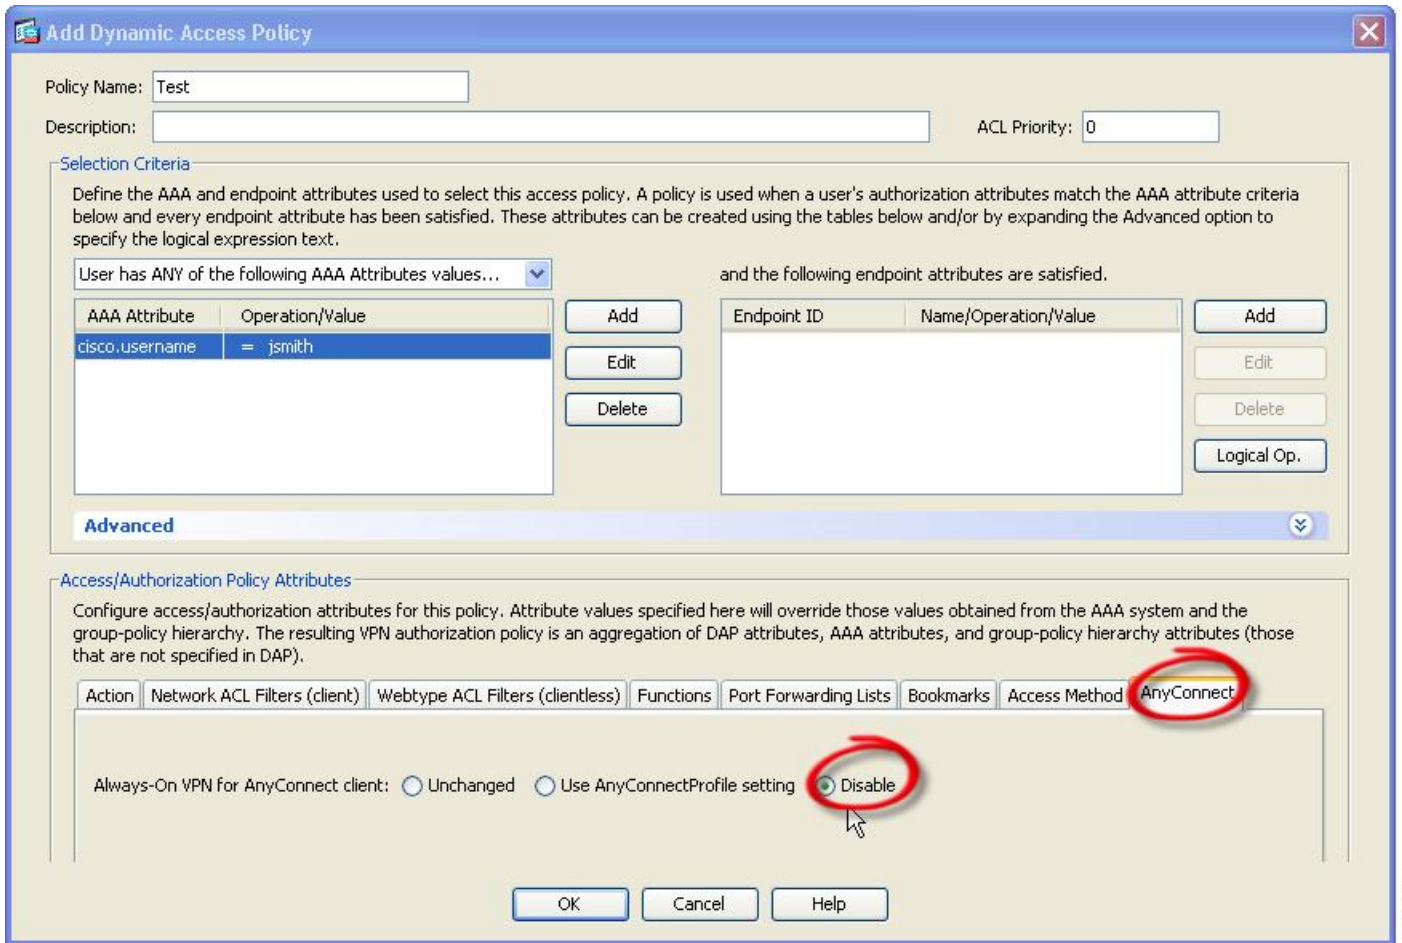 Add Dynamic Access Policy
Policy Name: Test
Description:
ACL Priority: 0
Selection Criteria
Define the AAA and endpoint attributes used to select this access policy. A policy is used when a user's authorization attributes match the AAA attribute criteria
below and every endpoint attribute has been satisfied. These attributes can be created using the tables below and/or by expanding the Advanced option to
specify the logical expression text.
User has ANY of the following AAA Attributes values...
and the following endpoint attributes are satisfied.
AAA Attribute Operation/Value
cisco.username = jsmith
Add
Edit
Delete
Endpoint ID Name/Operation/Value
Add
Edit
Delete
Logical Op.
Advanced
Access/Authorization Policy Attributes
Configure access/authorization attributes for this policy. Attribute values specified here will override those values obtained from the AAA system and the
group-policy hierarchy. The resulting VPN authorization policy is an aggregation of DAP attributes, AAA attributes, and group-policy hierarchy attributes (those
that are not specified in DAP).
Action Network ACL Filters (client) Webtype ACL Filters (clientless) Functions Port Forwarding Lists Bookmarks Access Method AnyConnect
Always-On VPN for AnyConnect client: Unchanged Use AnyConnectProfile setting Disable
OK Cancel Help